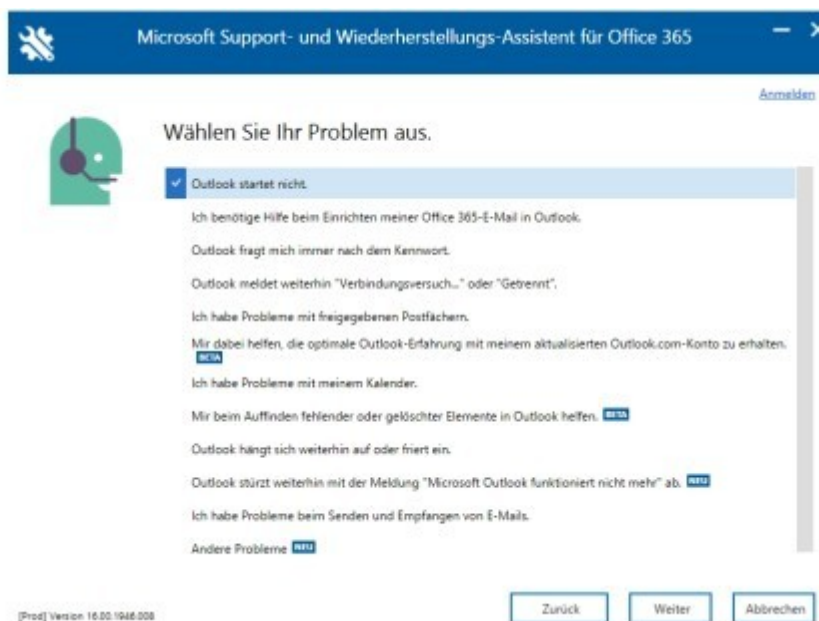 Microsoft Support- und Wiederherstellungs-Assistent für Office 365
Anmelden
Wählen Sie Ihr Problem aus.
Outlook startet nicht.
Ich benötige Hilfe beim Einrichten meiner Office 365-E-Mail in Outlook.
Outlook fragt mich immer nach dem Kennwort.
Outlook meldet weiterhin "Verbindungsversuch..." oder "Getrennt".
Ich habe Probleme mit freigegebenen Postfächern.
Mir dabei helfen, die optimale Outlook-Erfahrung mit meinem aktualisierten Outlook.com-Konto zu erhalten.
BETA
Ich habe Probleme mit meinem Kalender.
Mir beim Auffinden fehlender oder gelöschter Elemente in Outlook helfen. BETA
Outlook hängt sich weiterhin auf oder friert ein.
Outlook stürzt weiterhin mit der Meldung "Microsoft Outlook funktioniert nicht mehr" ab. NEU
Ich habe Probleme beim Senden und Empfangen von E-Mails.
Andere Probleme NEU
Zurück Weiter Abbrechen
[Prod] Version 16.00.1946.008